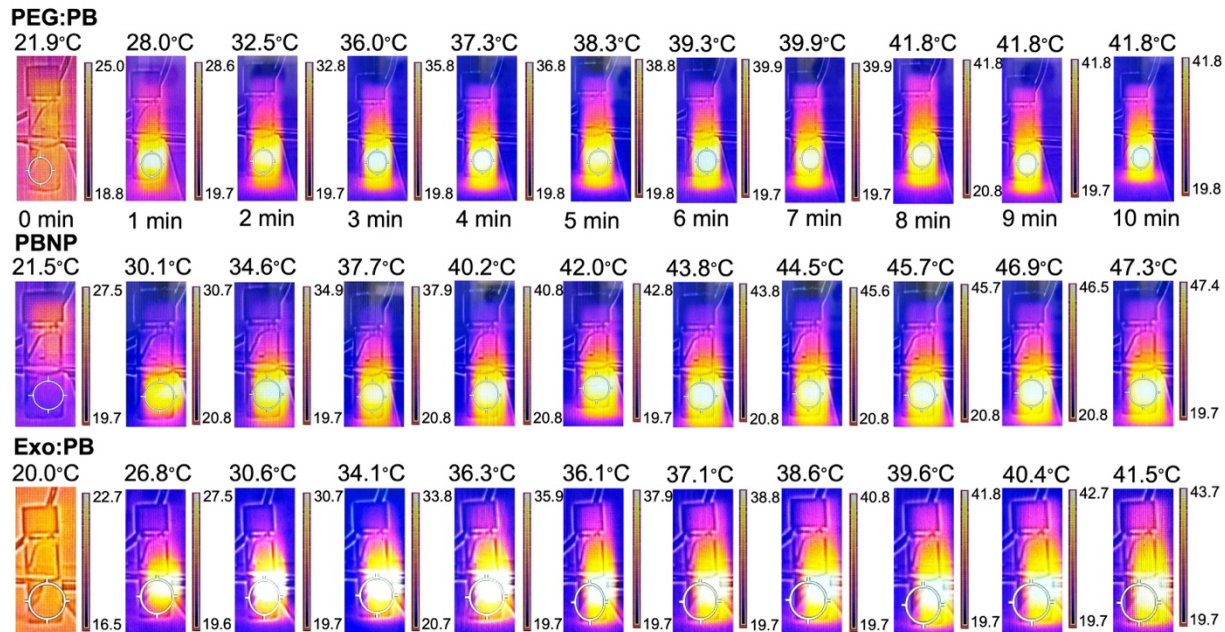 PEG:PB
21.9°C 28.0°C 32.5°C 36.0°C 37.3°C 38.3°C 39.3°C 39.9°C 41.8°C 41.8°C 41.8°C
25.0 28.6 32.8 35.8 36.8 38.8 39.9 39.9 41.8 41.8 41.8
18.8 19.7 19.7 19.7 19.8 19.8 19.7 19.7 20.8 19.7 19.8
0 min 1 min 2 min 3 min 4 min 5 min 6 min 7 min 8 min 9 min 10 min
PBNP
21.5°C 30.1°C 34.6°C 37.7°C 40.2°C 42.0°C 43.8°C 44.5°C 45.7°C 46.9°C 47.3°C
27.5 30.7 34.9 37.9 40.8 42.8 43.8 45.6 45.7 46.5 47.4
19.7 20.8 19.7 20.8 20.8 19.7 20.8 19.7 20.8 20.8 19.7
Exo:PB
20.0°C 26.8°C 30.6°C 34.1°C 36.3°C 36.1°C 37.1°C 38.6°C 39.6°C 40.4°C 41.5°C
22.7 27.5 30.7 33.8 35.9 37.9 38.8 40.8 41.8 42.7 43.7
16.5 19.6 19.7 20.7 19.7 19.7 19.7 19.7 19.7 19.7 19.7